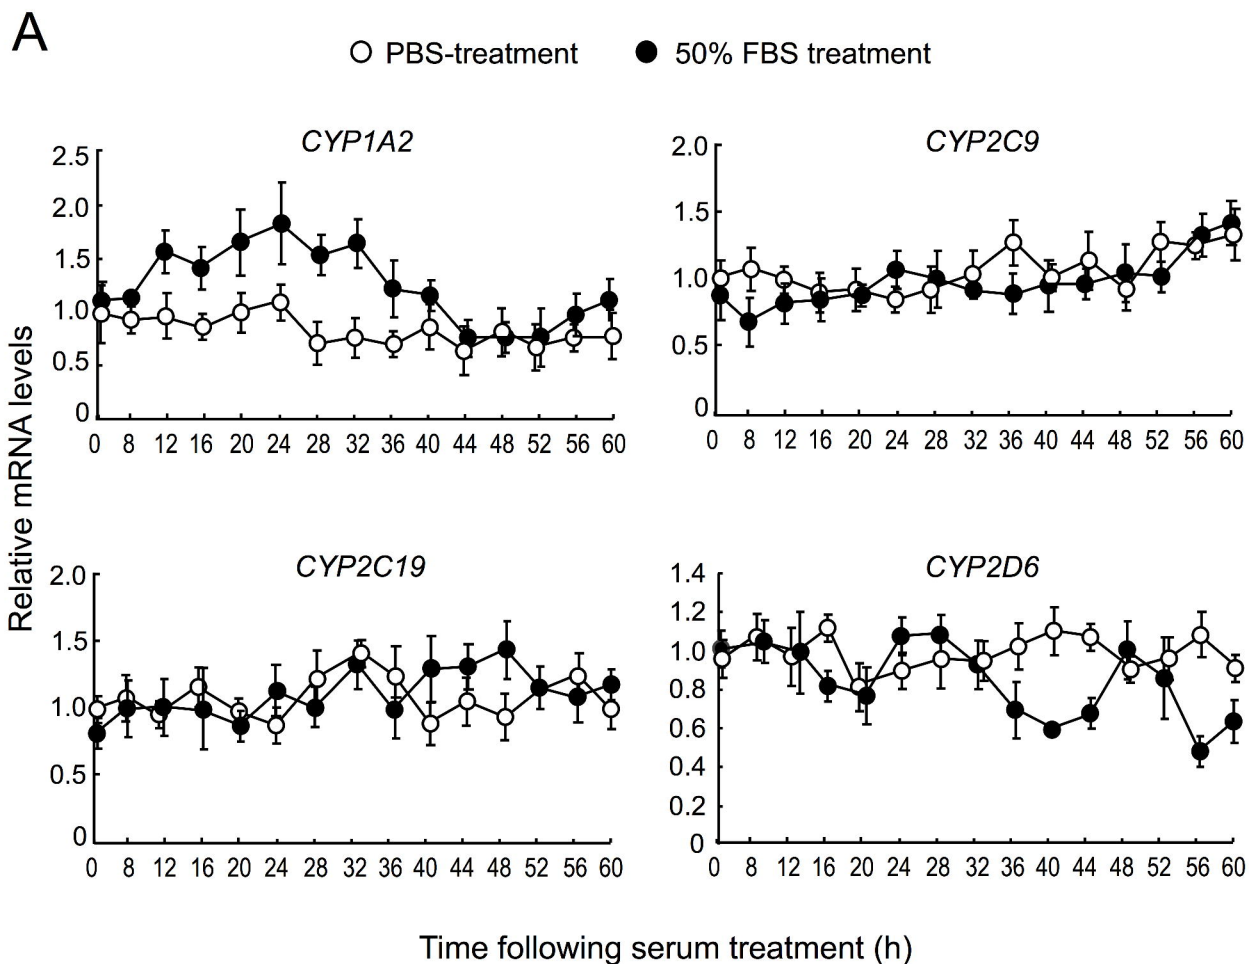 A
PBS-treatment 50% FBS treatment
CYP1A2
2.5
2.0
1.5
1.0
0.5
0
0 8 12 16 20 24 28 32 36 40 44 48 52 56 60
CYP2C9
2.0
1.5
1.0
0.5
0
0 8 12 16 20 24 28 32 36 40 44 48 52 56 60
Relative mRNA levels
CYP2C19
2.0
1.5
1.0
0.5
0
0 8 12 16 20 24 28 32 36 40 44 48 52 56 60
CYP2D6
1.4
1.2
1.0
0.8
0.6
0.4
0.2
0
0 8 12 16 20 24 28 32 36 40 44 48 52 56 60
Time following serum treatment (h)